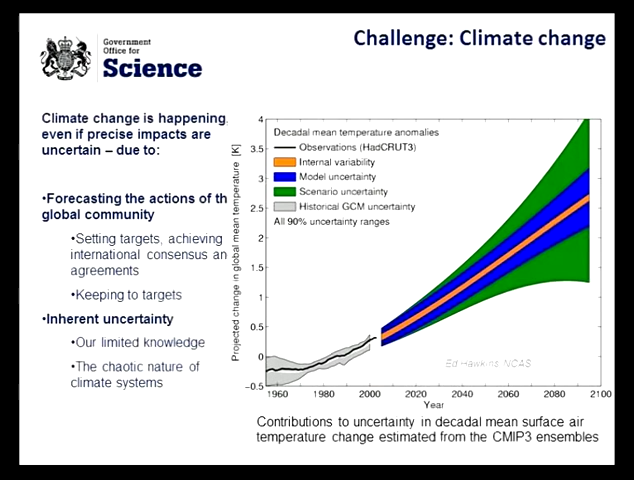 Government
Office for
Science
Challenge: Climate change
Climate change is happening,
even if precise impacts are
uncertain – due to:
•Forecasting the actions of th
global community
•Setting targets, achieving
international consensus an
agreements
•Keeping to targets
•Inherent uncertainty
•Our limited knowledge
•The chaotic nature of
climate systems
Projected change in global mean temperature [K]
4
3.5
3
2.5
2
1.5
1
0.5
0
−0.5
Decadal mean temperature anomalies
Observations (HadCRUT3)
Internal variability
Model uncertainty
Scenario uncertainty
Historical GCM uncertainty
All 90% uncertainty ranges
Ed Hawkins, NCAS
1960 1980 2000 2020 2040 2060 2080 2100
Year
Contributions to uncertainty in decadal mean surface air
temperature change estimated from the CMIP3 ensembles